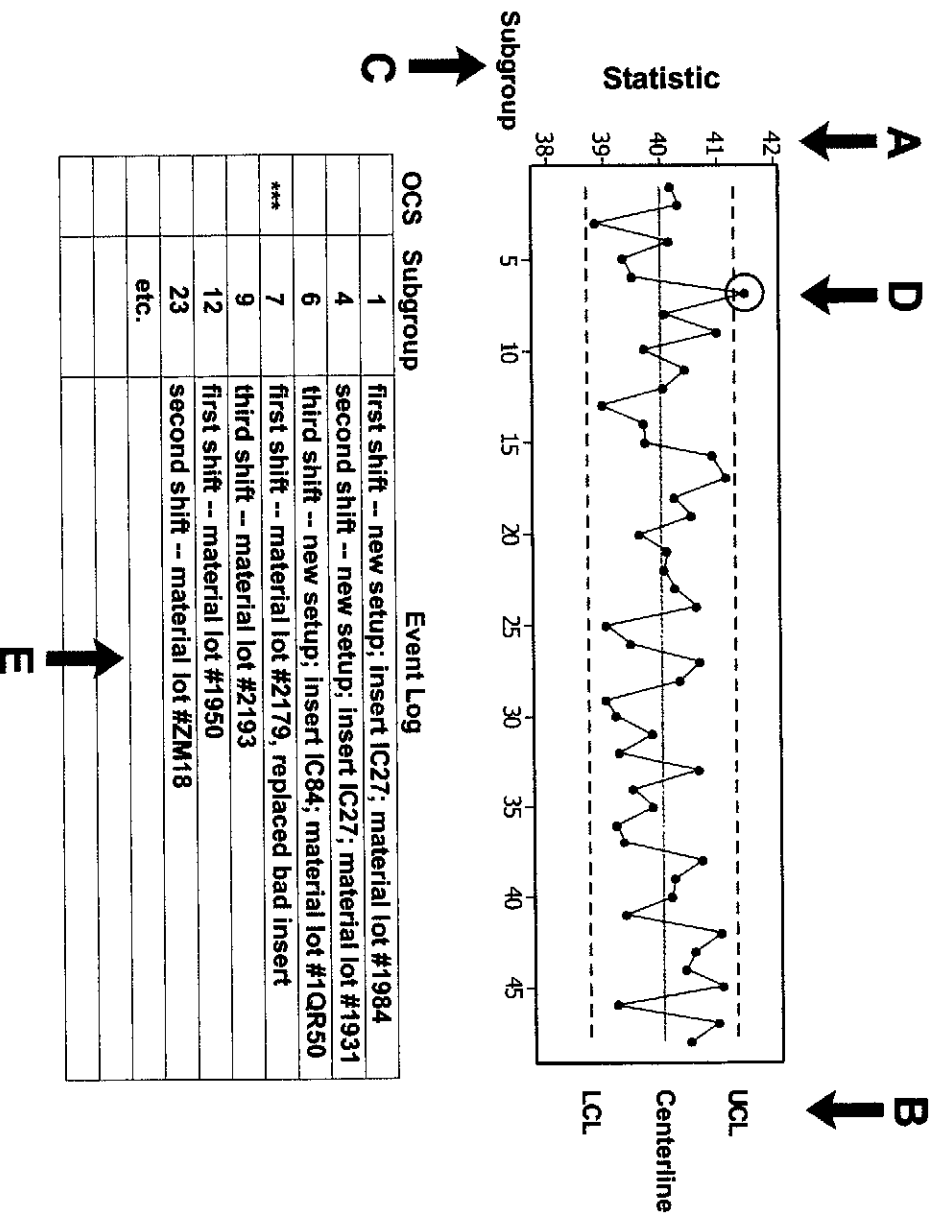 A
D
B
Statistic
42
41
40
39
38
UCL
Centerline
LCL
Subgroup
5
10
15
20
25
30
35
40
45
C
OCS Subgroup Event Log
1 first shift -- new setup; insert IC27; material lot #1984
4 second shift -- new setup; insert IC27; material lot #1931
6 third shift -- new setup; insert IC84; material lot #1QR50
*** 7 first shift -- material lot #2179, replaced bad insert
9 third shift -- material lot #2193
12 first shift -- material lot #1950
23 second shift -- material lot #ZM18
etc.
E